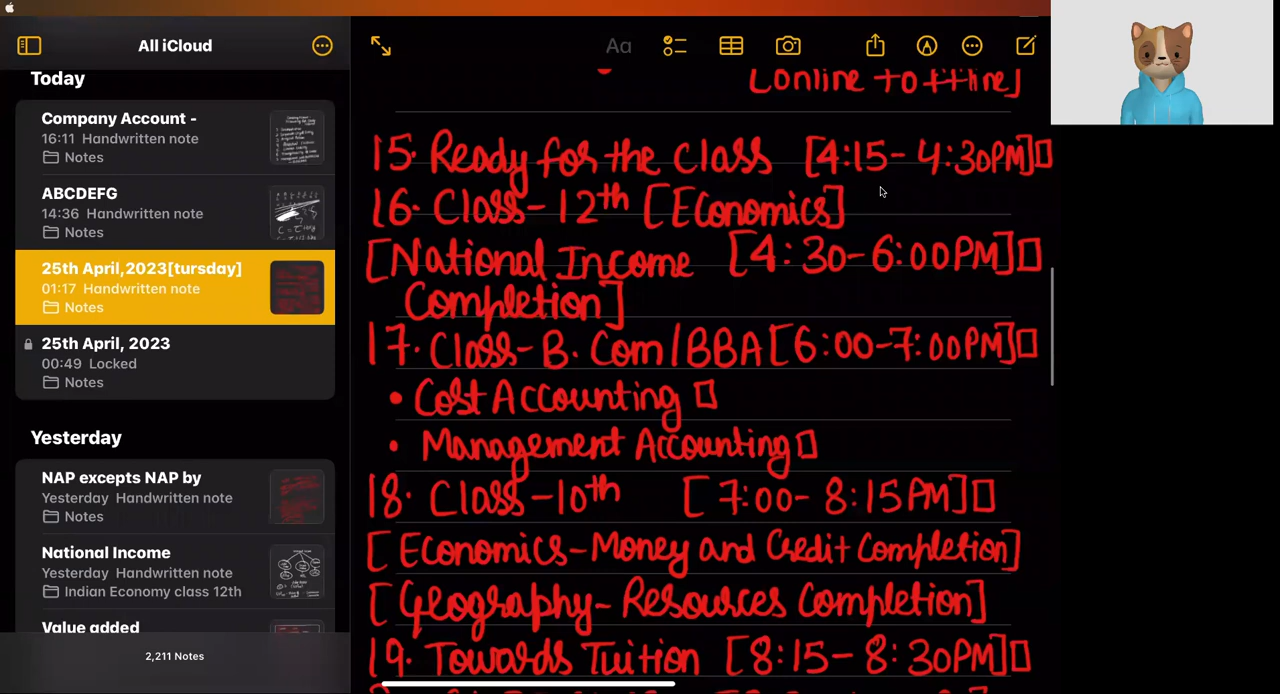 All iCloud
Today
Company Account -
16:11 Handwritten note
Notes
ABCDEFG
14:36 Handwritten note
Notes
25th April,2023[tursday]
01:17 Handwritten note
Notes
25th April, 2023
00:49 Locked
Notes
Yesterday
NAP excepts NAP by
Yesterday Handwritten note
Notes
National Income
Yesterday Handwritten note
Indian Economy class 12th
Value added
2,211 Notes
Aa
[online to offline]
15. Ready for the class [4:15-4:30PM]
16. Class-12th [Economics]
[National Income [4:30-6:00PM]
Completion]
17. Class-B.Com/BBA[6:00-7:00PM]
• Cost Accounting
• Management Accounting
18. Class-10th [7:00-8:15PM]
[Economics-Money and Credit Completion]
[Geography-Resources Completion]
19. Towards Tuition [8:15-8:30PM]